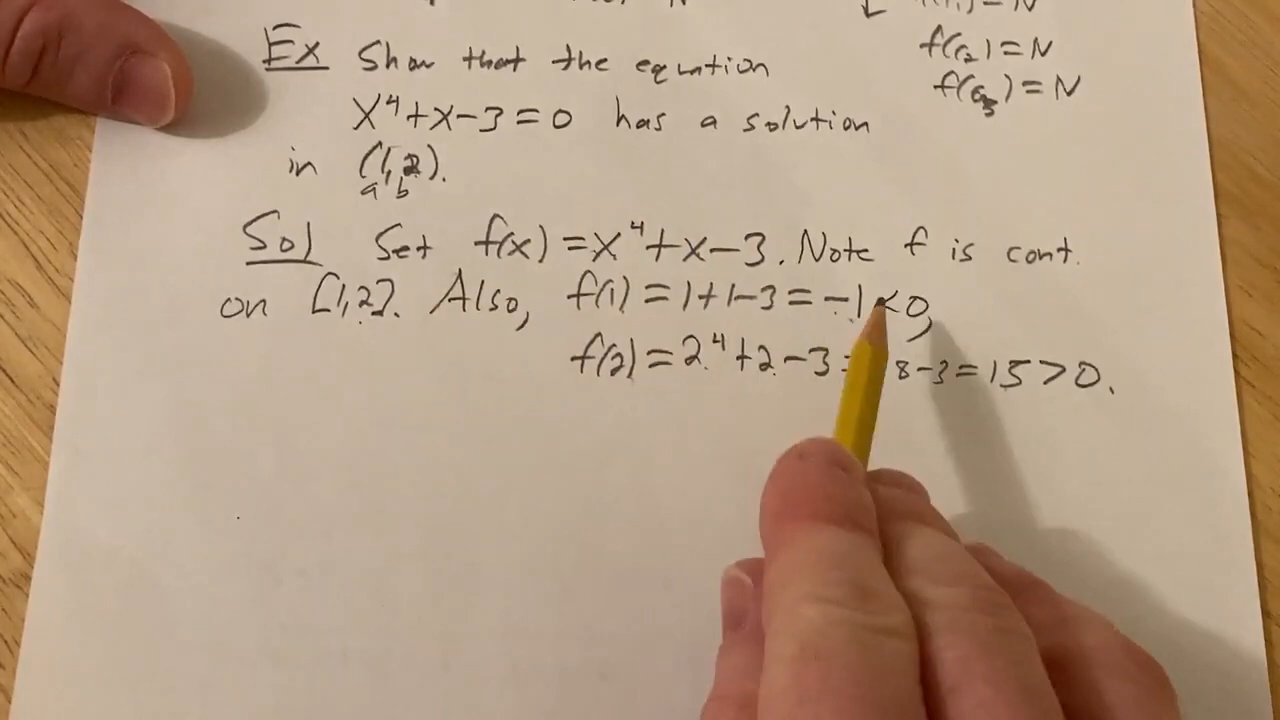 f(c₂) = N
f(c₃) = N
Ex Show that the equation
x⁴+x-3=0 has a solution
in (1,2).
a b
Sol Set f(x)=x⁴+x-3. Note f is cont.
on [1,2]. Also, f(1)=1+1-3=-1<0,
f(2)=2⁴+2-3= 8-3=15>0.